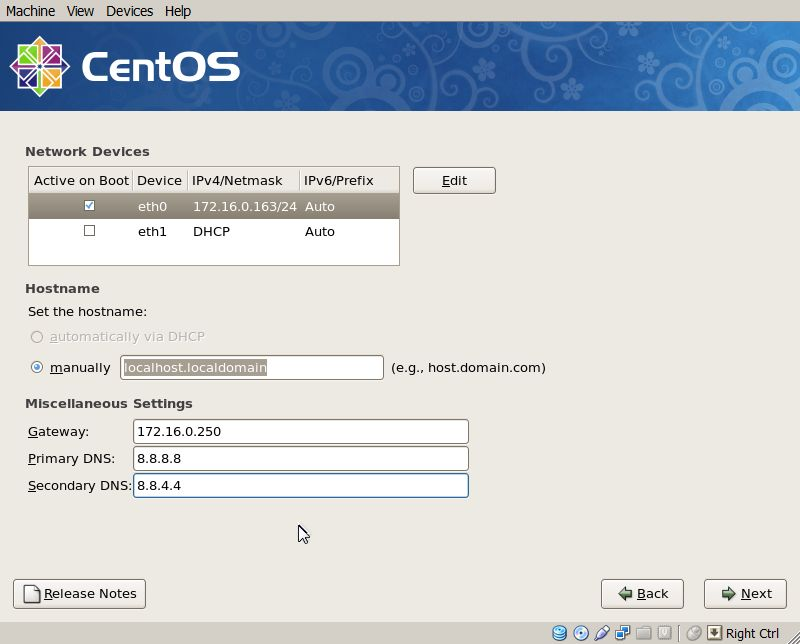 Machine View Devices Help
CentOS
Network Devices
Active on Boot Device IPv4/Netmask IPv6/Prefix
eth0 172.16.0.163/24 Auto
eth1 DHCP Auto
Edit
Hostname
Set the hostname:
automatically via DHCP
manually localhost.localdomain (e.g., host.domain.com)
Miscellaneous Settings
Gateway: 172.16.0.250
Primary DNS: 8.8.8.8
Secondary DNS: 8.8.4.4
Release Notes Back Next
Right Ctrl